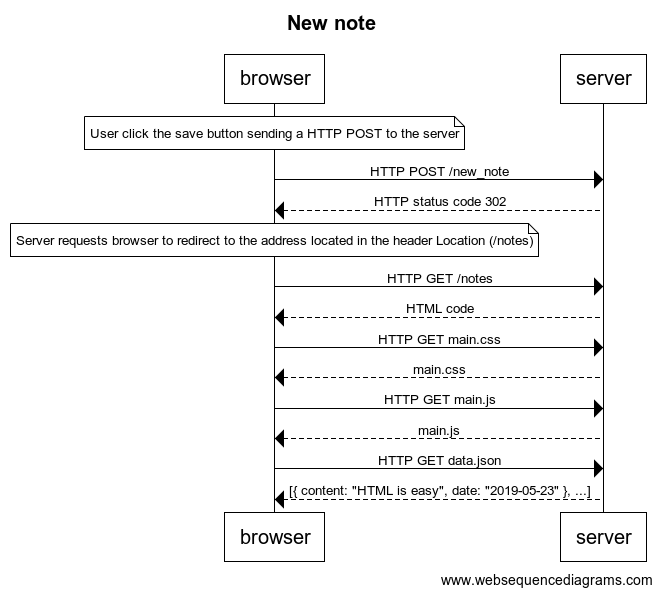 New note
browser server
User click the save button sending a HTTP POST to the server
HTTP POST /new_note
HTTP status code 302
Server requests browser to redirect to the address located in the header Location (/notes)
HTTP GET /notes
HTML code
HTTP GET main.css
main.css
HTTP GET main.js
main.js
HTTP GET data.json
[{ content: "HTML is easy", date: "2019-05-23" }, ...]
browser server
www.websequencediagrams.com